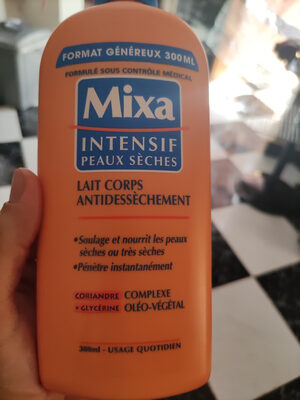 FORMAT GÉNÉREUX 300ML
FORMULÉ SOUS CONTRÔLE MÉDICAL
Mixa
INTENSIF
PEAUX SÈCHES
LAIT CORPS
ANTIDESSÈCHEMENT
•Soulage et nourrit les peaux
sèches ou très sèches
•Pénètre instantanément
CORIANDRE COMPLEXE
+ GLYCÉRINE OLÉO-VÉGÉTAL
300ml - USAGE QUOTIDIEN